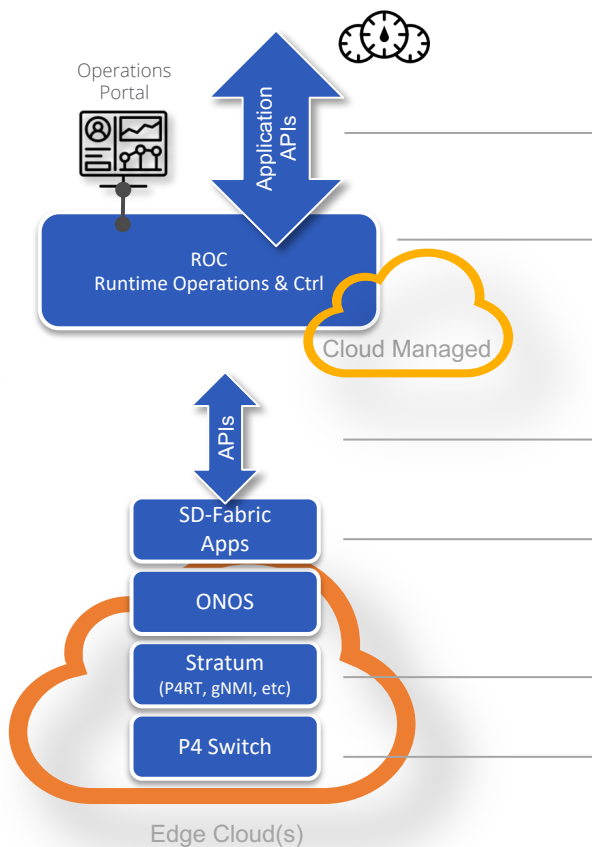 Operations
Portal
Application
APIs
ROC
Runtime Operations & Ctrl
Cloud Managed
APIs
SD-Fabric
Apps
ONOS
Stratum
(P4RT, gNMI, etc)
P4 Switch
Edge Cloud(s)